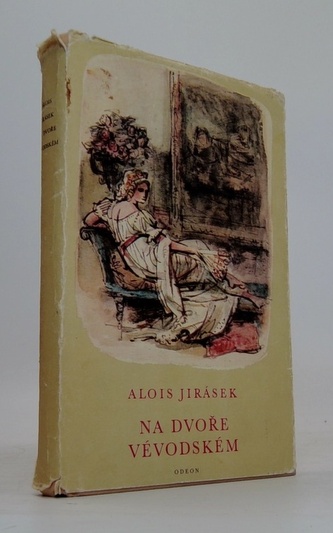 ALOIS JIRÁSEK
NA DVOŘE
VÉVODSKÉM
ODEON